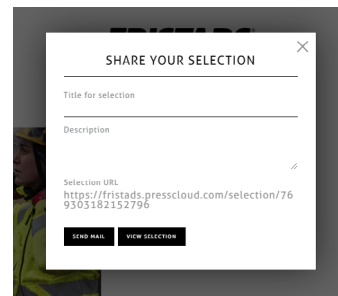 SHARE YOUR SELECTION
Title for selection
Description
Selection URL
https://fristads.presscloud.com/selection/76
9303182152796
SEND MAIL
VIEW SELECTION